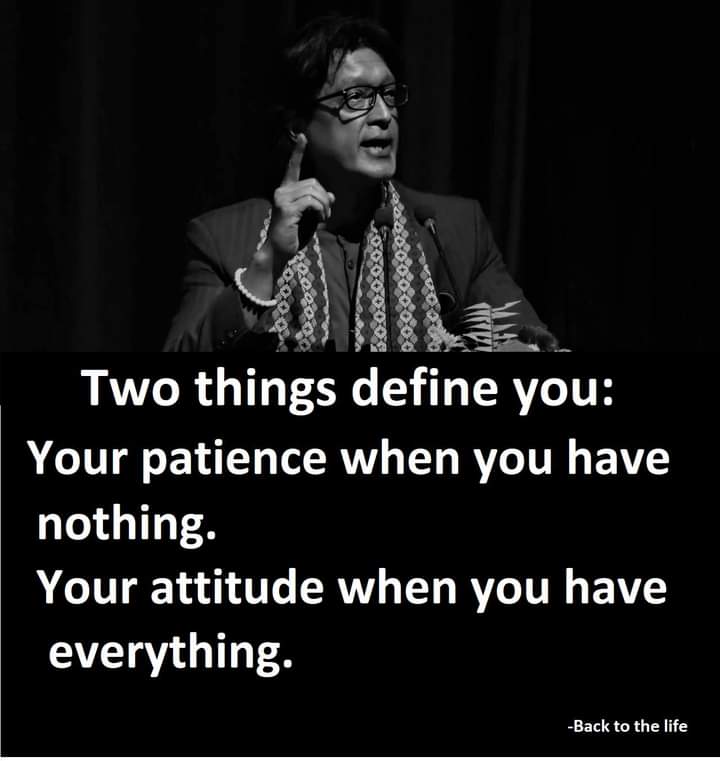 Two things define you:
Your patience when you have
nothing.
Your attitude when you have
everything.
-Back to the life